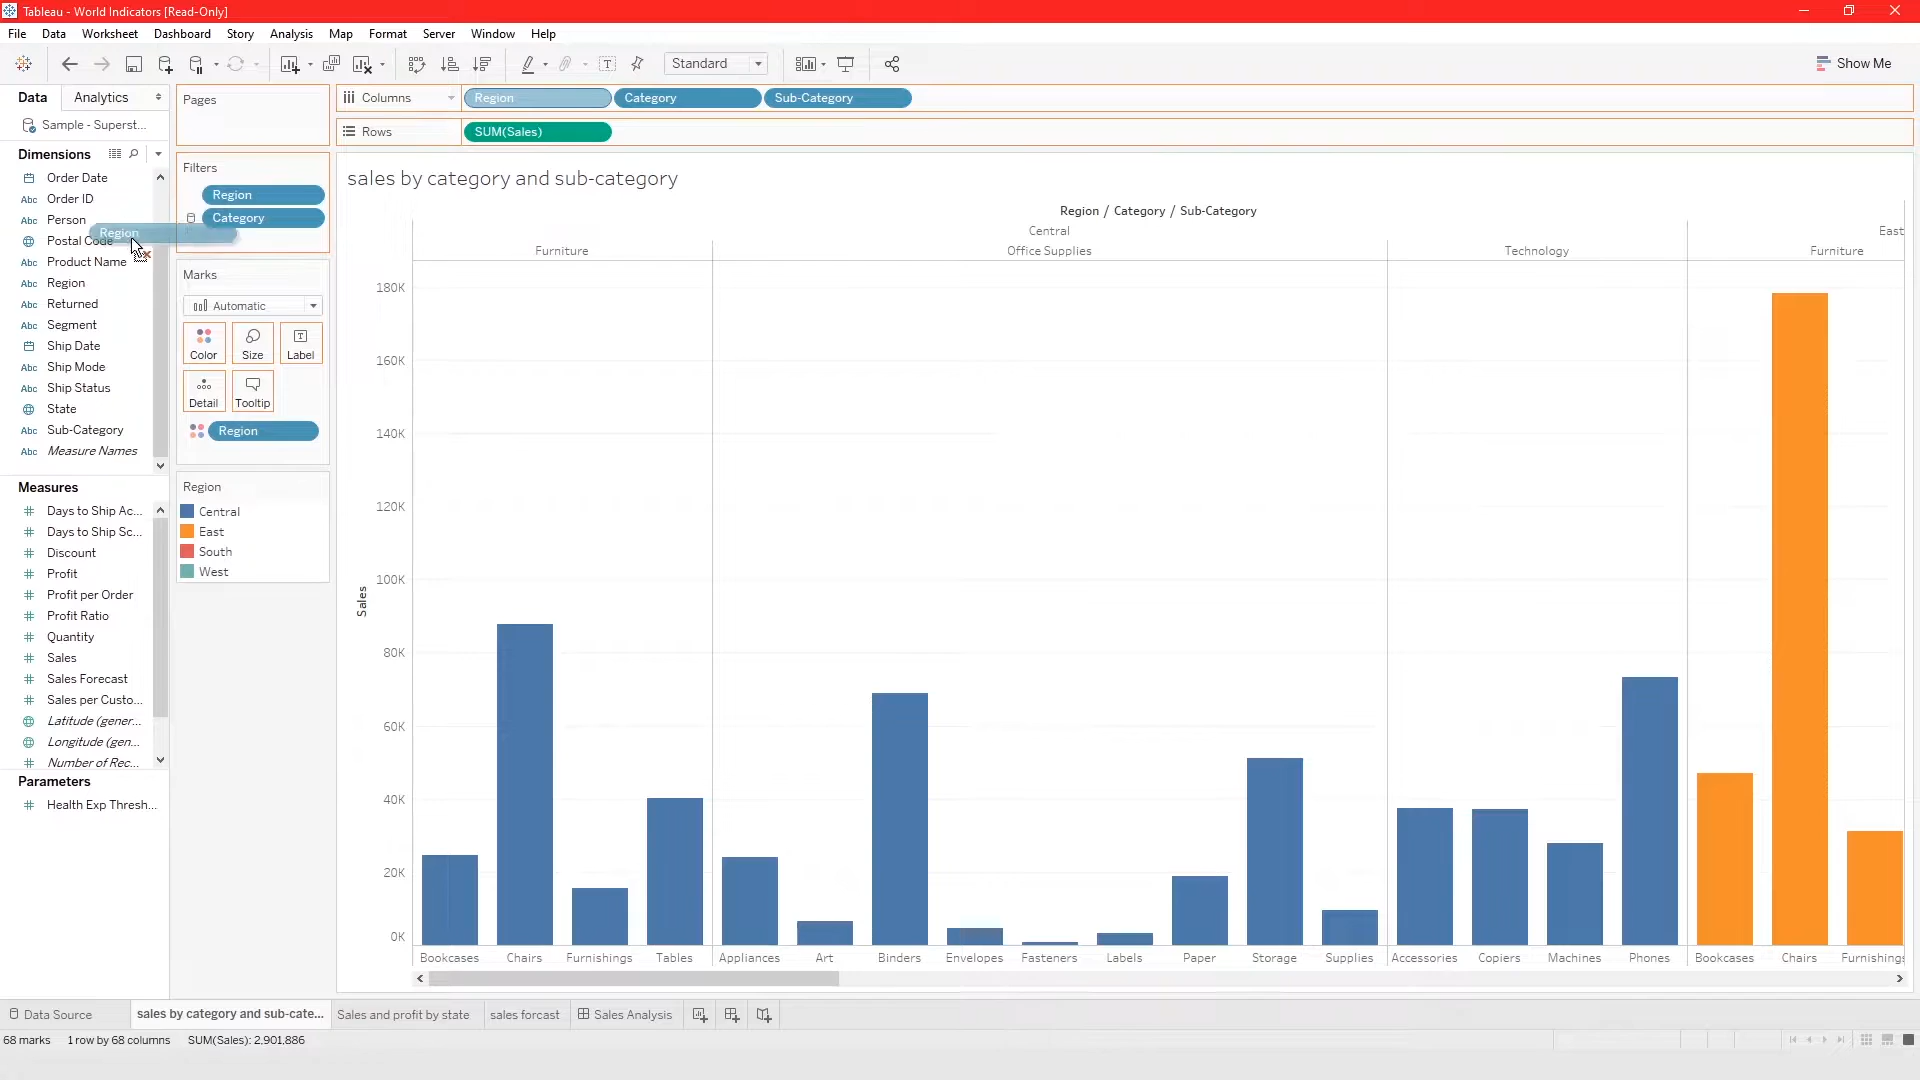 Tableau - World Indicators [Read-Only]
File Data Worksheet Dashboard Story Analysis Map Format Server Window Help
Standard
Show Me
Data Analytics
Sample - Superst...
Dimensions
Order Date
Order ID
Person
Postal Code
Region
Product Name
Region
Returned
Segment
Ship Date
Ship Mode
Ship Status
State
Sub-Category
Measure Names
Measures
Days to Ship Ac...
Days to Ship Sc...
Discount
Profit
Profit per Order
Profit Ratio
Quantity
Sales
Sales Forecast
Sales per Custo...
Latitude (gener...
Longitude (gen...
Number of Rec...
Parameters
Health Exp Thresh...
Pages
Filters
Region
Category
Marks
Automatic
Color Size Label
Detail Tooltip
Region
Region
Central
East
South
West
Columns Region Category Sub-Category
Rows SUM(Sales)
sales by category and sub-category
Region / Category / Sub-Category
Central East
Furniture Office Supplies Technology Furniture
Sales
180K
160K
140K
120K
100K
80K
60K
40K
20K
0K
Bookcases Chairs Furnishings Tables Appliances Art Binders Envelopes Fasteners Labels Paper Storage Supplies Accessories Copiers Machines Phones Bookcases Chairs Furnishings
Data Source sales by category and sub-cate... Sales and profit by state sales forcast Sales Analysis
68 marks 1 row by 68 columns SUM(Sales): 2,901,886